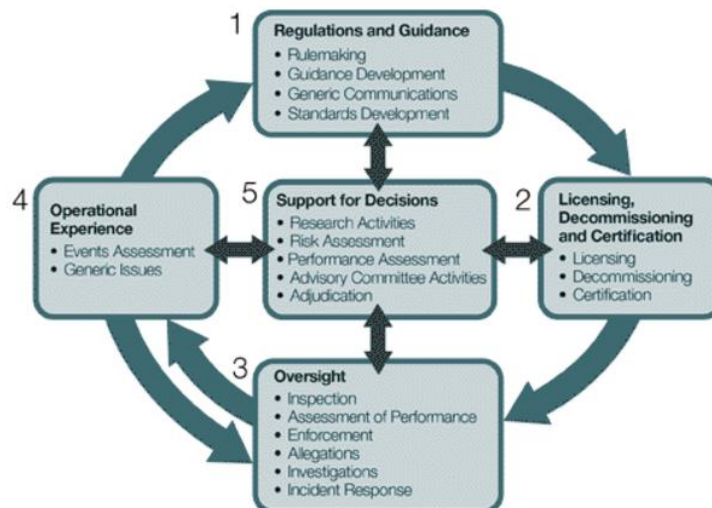 1
Regulations and Guidance
• Rulemaking
• Guidance Development
• Generic Communications
• Standards Development
4
Operational
Experience
• Events Assessment
• Generic Issues
5
Support for Decisions
• Research Activities
• Risk Assessment
• Performance Assessment
• Advisory Committee Activities
• Adjudication
2
Licensing,
Decommissioning
and Certification
• Licensing
• Decommissioning
• Certification
3
Oversight
• Inspection
• Assessment of Performance
• Enforcement
• Allegations
• Investigations
• Incident Response